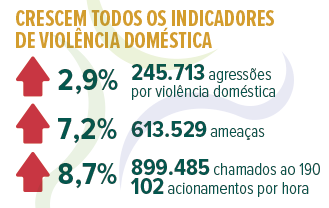 CRESCEM TODOS OS INDICADORES
DE VIOLÊNCIA DOMÉSTICA
2,9% 245.713 agressões
por violência doméstica
7,2% 613.529 ameaças
8,7% 899.485 chamados ao 190
102 acionamentos por hora